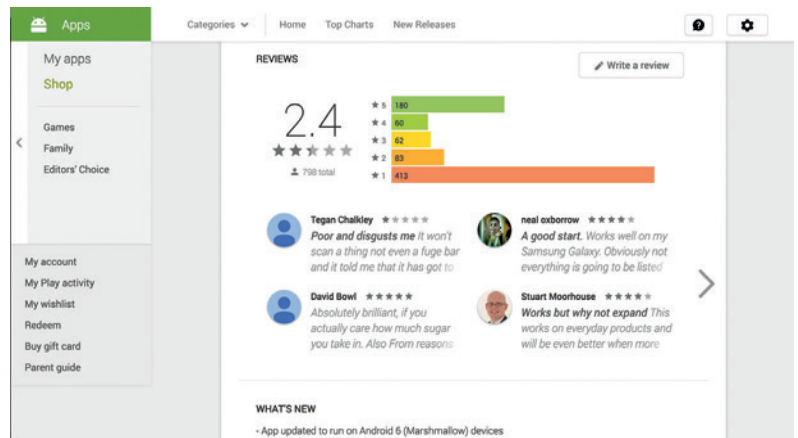 Apps
Categories
Home
Top Charts
New Releases
My apps
Shop
Games
Family
Editors' Choice
My account
My Play activity
My wishlist
Redeem
Buy gift card
Parent guide
REVIEWS
Write a review
2.4
798 total
5 180
4 60
3 62
2 83
1 413
Tegan Chalkley
Poor and disgusts me It won't
scan a thing not even a fuge bar
and it told me that it has got to
neal oxborrow
A good start. Works well on my
Samsung Galaxy. Obviously not
everything is going to be listed
David Bowl
Absolutely brilliant, if you
actually care how much sugar
you take in. Also From reasons
Stuart Moorhouse
Works but why not expand This
works on everyday products and
will be even better when more
WHAT'S NEW
- App updated to run on Android 6 (Marshmallow) devices